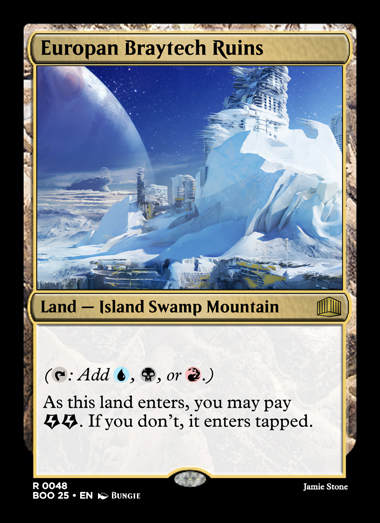 Europan Braytech Ruins
Land — Island Swamp Mountain
(: Add , , or .)
As this land enters, you may pay
. If you don't, it enters tapped.
R 0048
Jamie Stone
BOO 25 • EN Bungie